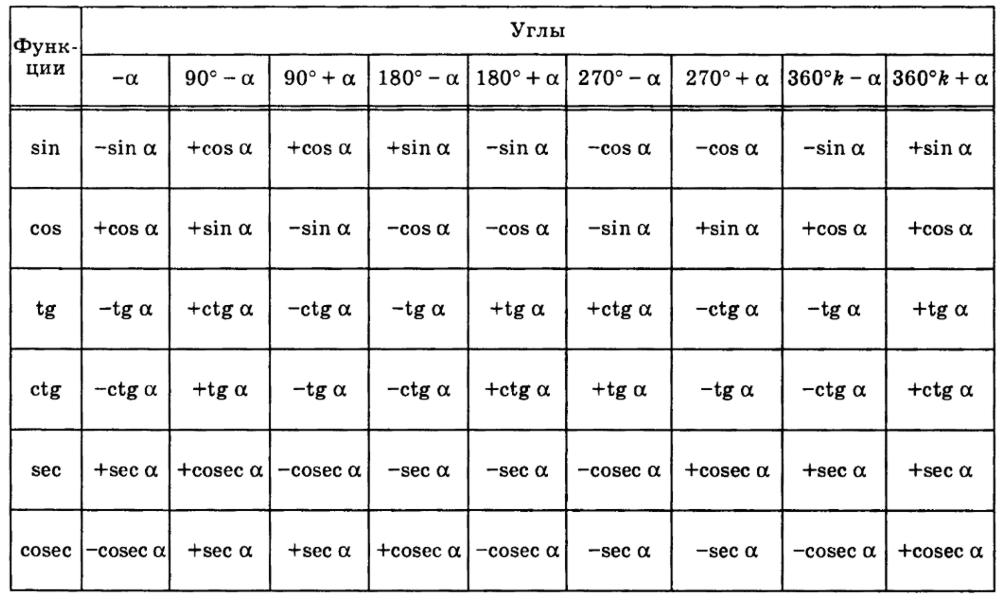 Функ-
ции
Углы
−α 90° − α 90° + α 180° − α 180° + α 270° − α 270° + α 360°k − α 360°k + α
sin −sin α +cos α +cos α +sin α −sin α −cos α −cos α −sin α +sin α
cos +cos α +sin α −sin α −cos α −cos α −sin α +sin α +cos α +cos α
tg −tg α +ctg α −ctg α −tg α +tg α +ctg α −ctg α −tg α +tg α
ctg −ctg α +tg α −tg α −ctg α +ctg α +tg α −tg α −ctg α +ctg α
sec +sec α +cosec α −cosec α −sec α −sec α −cosec α +cosec α +sec α +sec α
cosec −cosec α +sec α +sec α +cosec α −cosec α −sec α −sec α −cosec α +cosec α